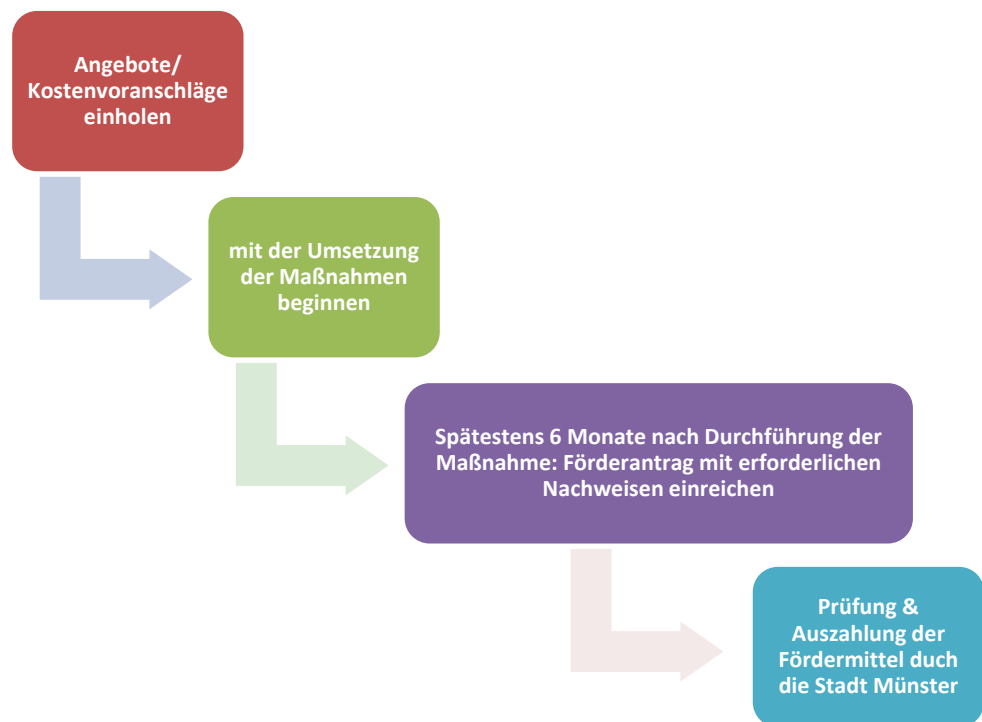 Angebote/
Kostenvoranschläge
einholen
mit der Umsetzung
der Maßnahmen
beginnen
Spätestens 6 Monate nach Durchführung der
Maßnahme: Förderantrag mit erforderlichen
Nachweisen einreichen
Prüfung &
Auszahlung der
Fördermittel duch
die Stadt Münster